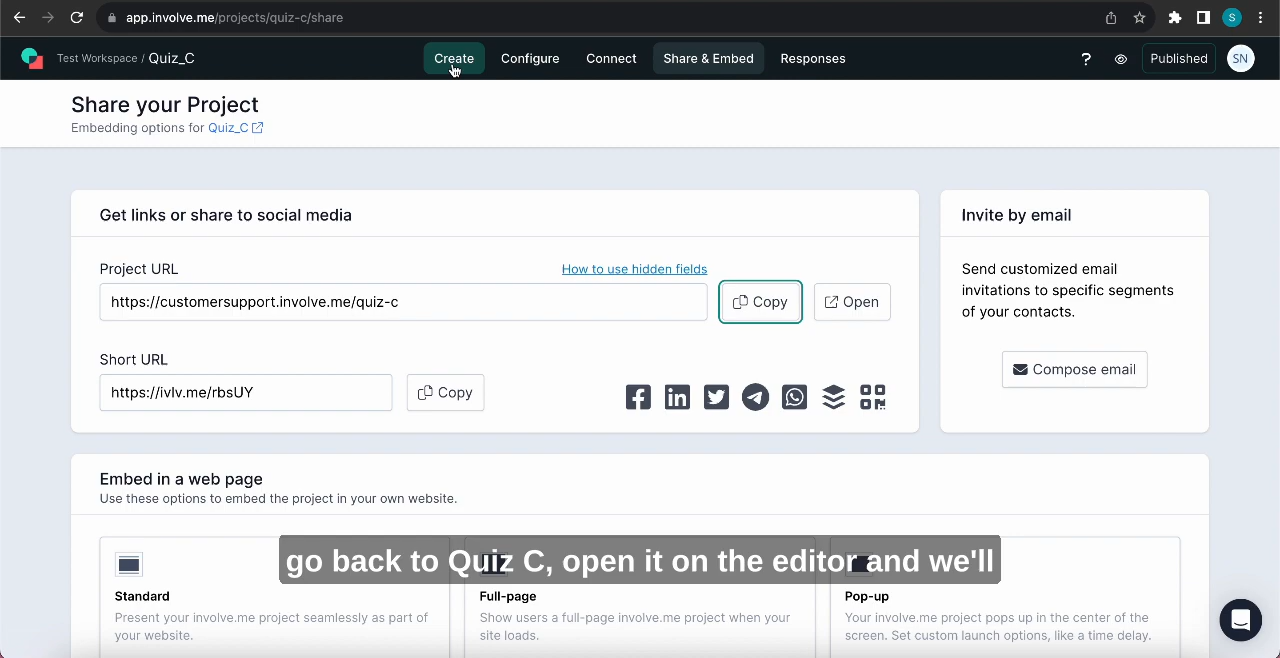 app.involve.me/projects/quiz-c/share
S
Test Workspace / Quiz_C
Create
Configure
Connect
Share & Embed
Responses
?
Published
SN
Share your Project
Embedding options for Quiz_C
Get links or share to social media
Project URL
How to use hidden fields
https://customersupport.involve.me/quiz-c
Copy
Open
Short URL
https://ivlv.me/rbsUY
Copy
Invite by email
Send customized email
invitations to specific segments
of your contacts.
Compose email
Embed in a web page
Use these options to embed the project in your own website.
go back to Quiz C, open it on the editor and we'll
Standard
Present your involve.me project seamlessly as part of
your website.
Full-page
Show users a full-page involve.me project when your
site loads.
Pop-up
Your involve.me project pops up in the center of the
screen. Set custom launch options, like a time delay.